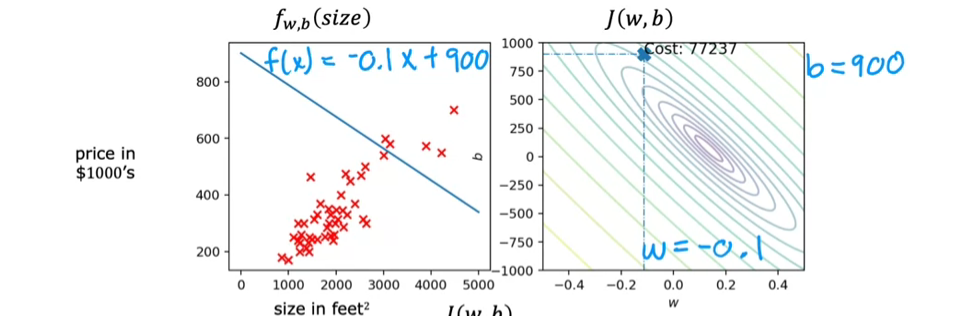 f_{w,b}(size)
J(w, b)
f(x) = -0.1x + 900
Cost: 77237
b = 900
w = -0.1
price in
$1000's
800
600
400
200
0 1000 2000 3000 4000 5000
size in feet²
b
1000
750
500
250
0
−250
−500
−750
−1000
−0.4 −0.2 0.0 0.2 0.4
w
J(w, b)